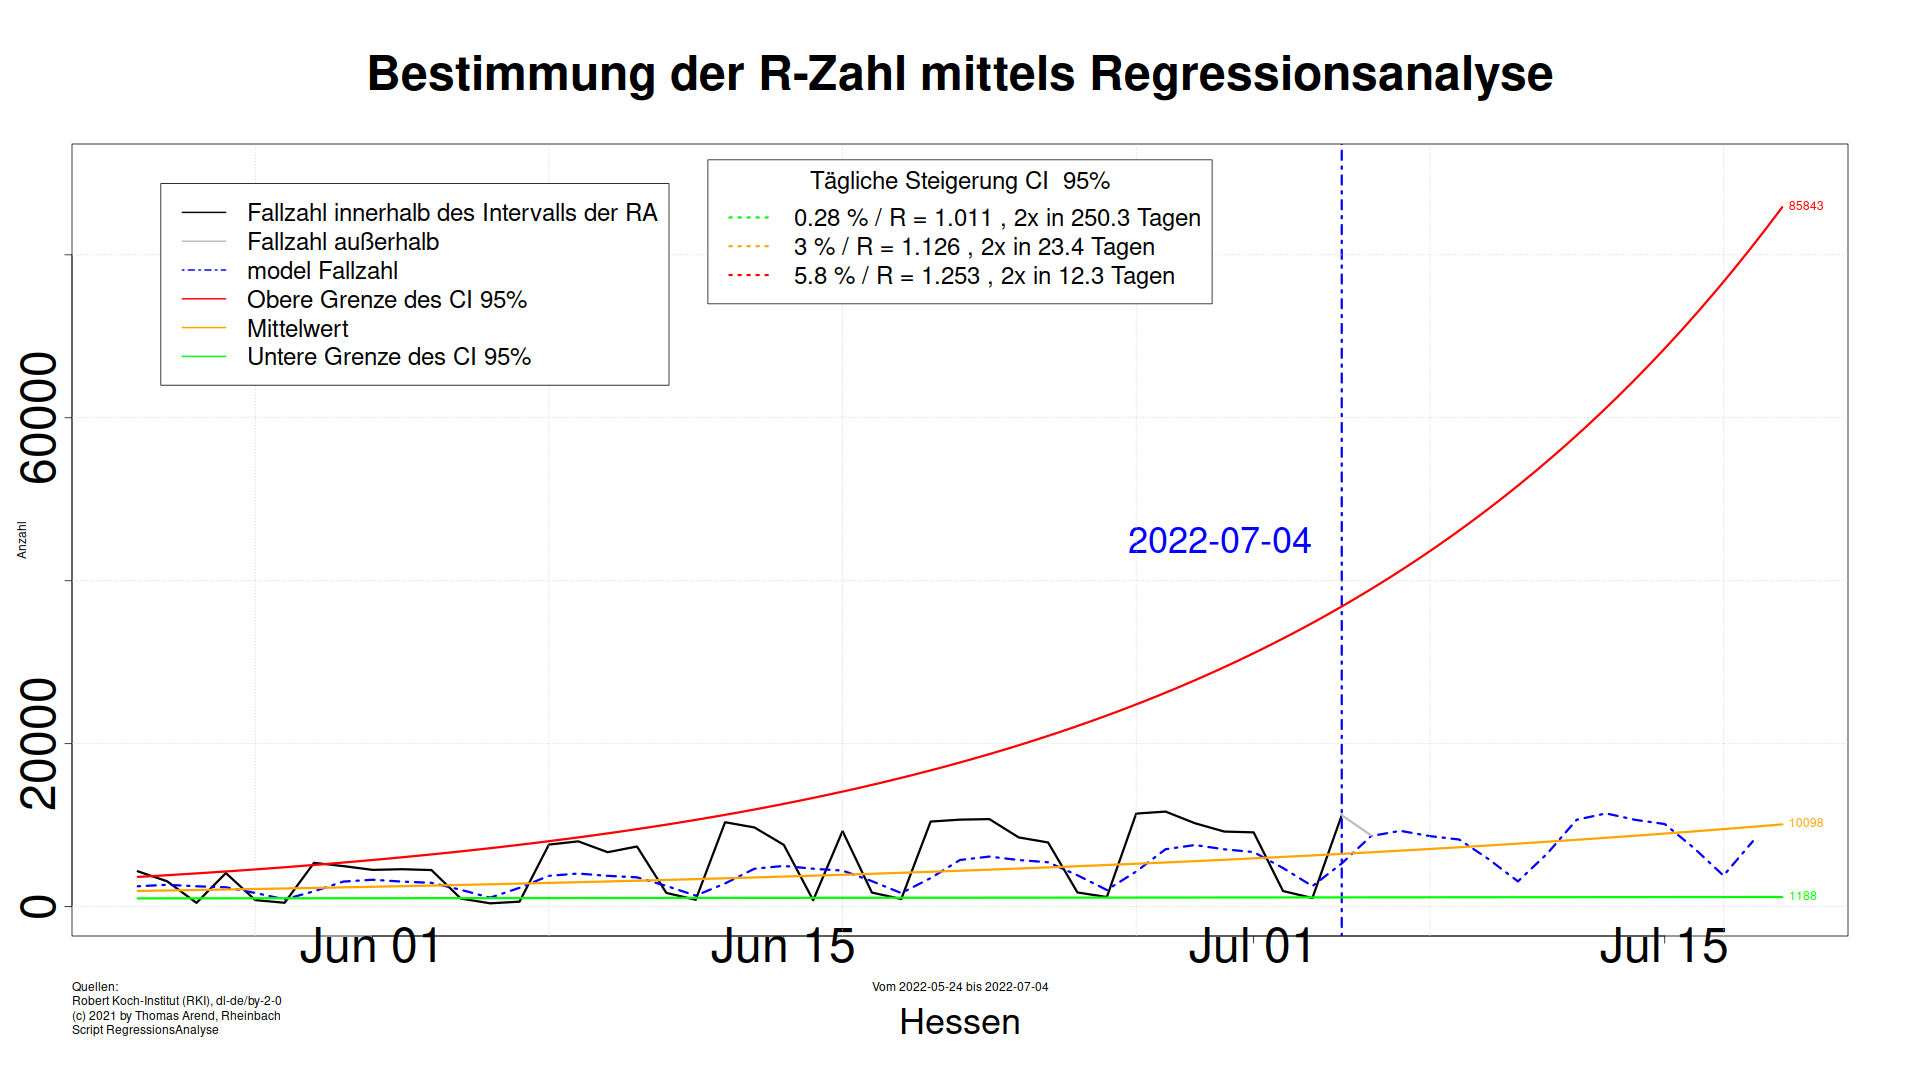 Bestimmung der R-Zahl mittels Regressionsanalyse
Fallzahl innerhalb des Intervalls der RA
Fallzahl außerhalb
model Fallzahl
Obere Grenze des CI 95%
Mittelwert
Untere Grenze des CI 95%
Tägliche Steigerung CI  95%
0.28 % / R = 1.011 , 2x in 250.3 Tagen
3 % / R = 1.126 , 2x in 23.4 Tagen
5.8 % / R = 1.253 , 2x in 12.3 Tagen
85843
2022-07-04
10098
1188
Anzahl
60000
20000
0
Jun 01
Jun 15
Jul 01
Jul 15
Quellen:
Robert Koch-Institut (RKI), dl-de/by-2-0
(c) 2021 by Thomas Arend, Rheinbach
Script RegressionsAnalyse
Vom 2022-05-24 bis 2022-07-04
Hessen